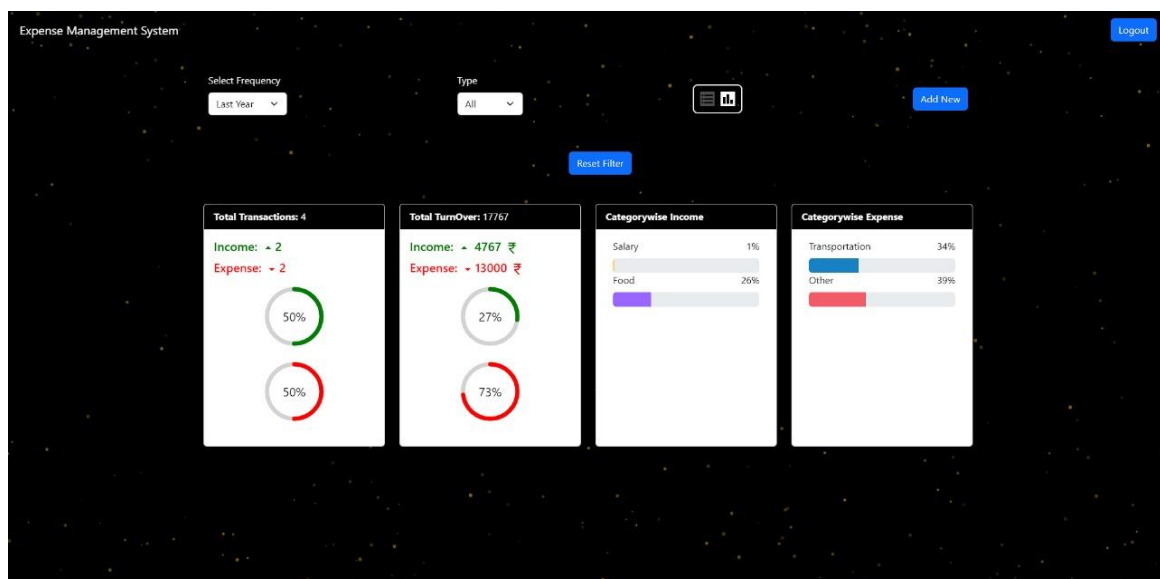 Expense Management System
Logout
Select Frequency
Last Year
Type
All
Add New
Reset Filter
Total Transactions: 4
Income: 2
Expense: 2
50%
50%
Total TurnOver: 17767
Income: 4767 ₹
Expense: 13000 ₹
27%
73%
Categorywise Income
Salary 1%
Food 26%
Categorywise Expense
Transportation 34%
Other 39%